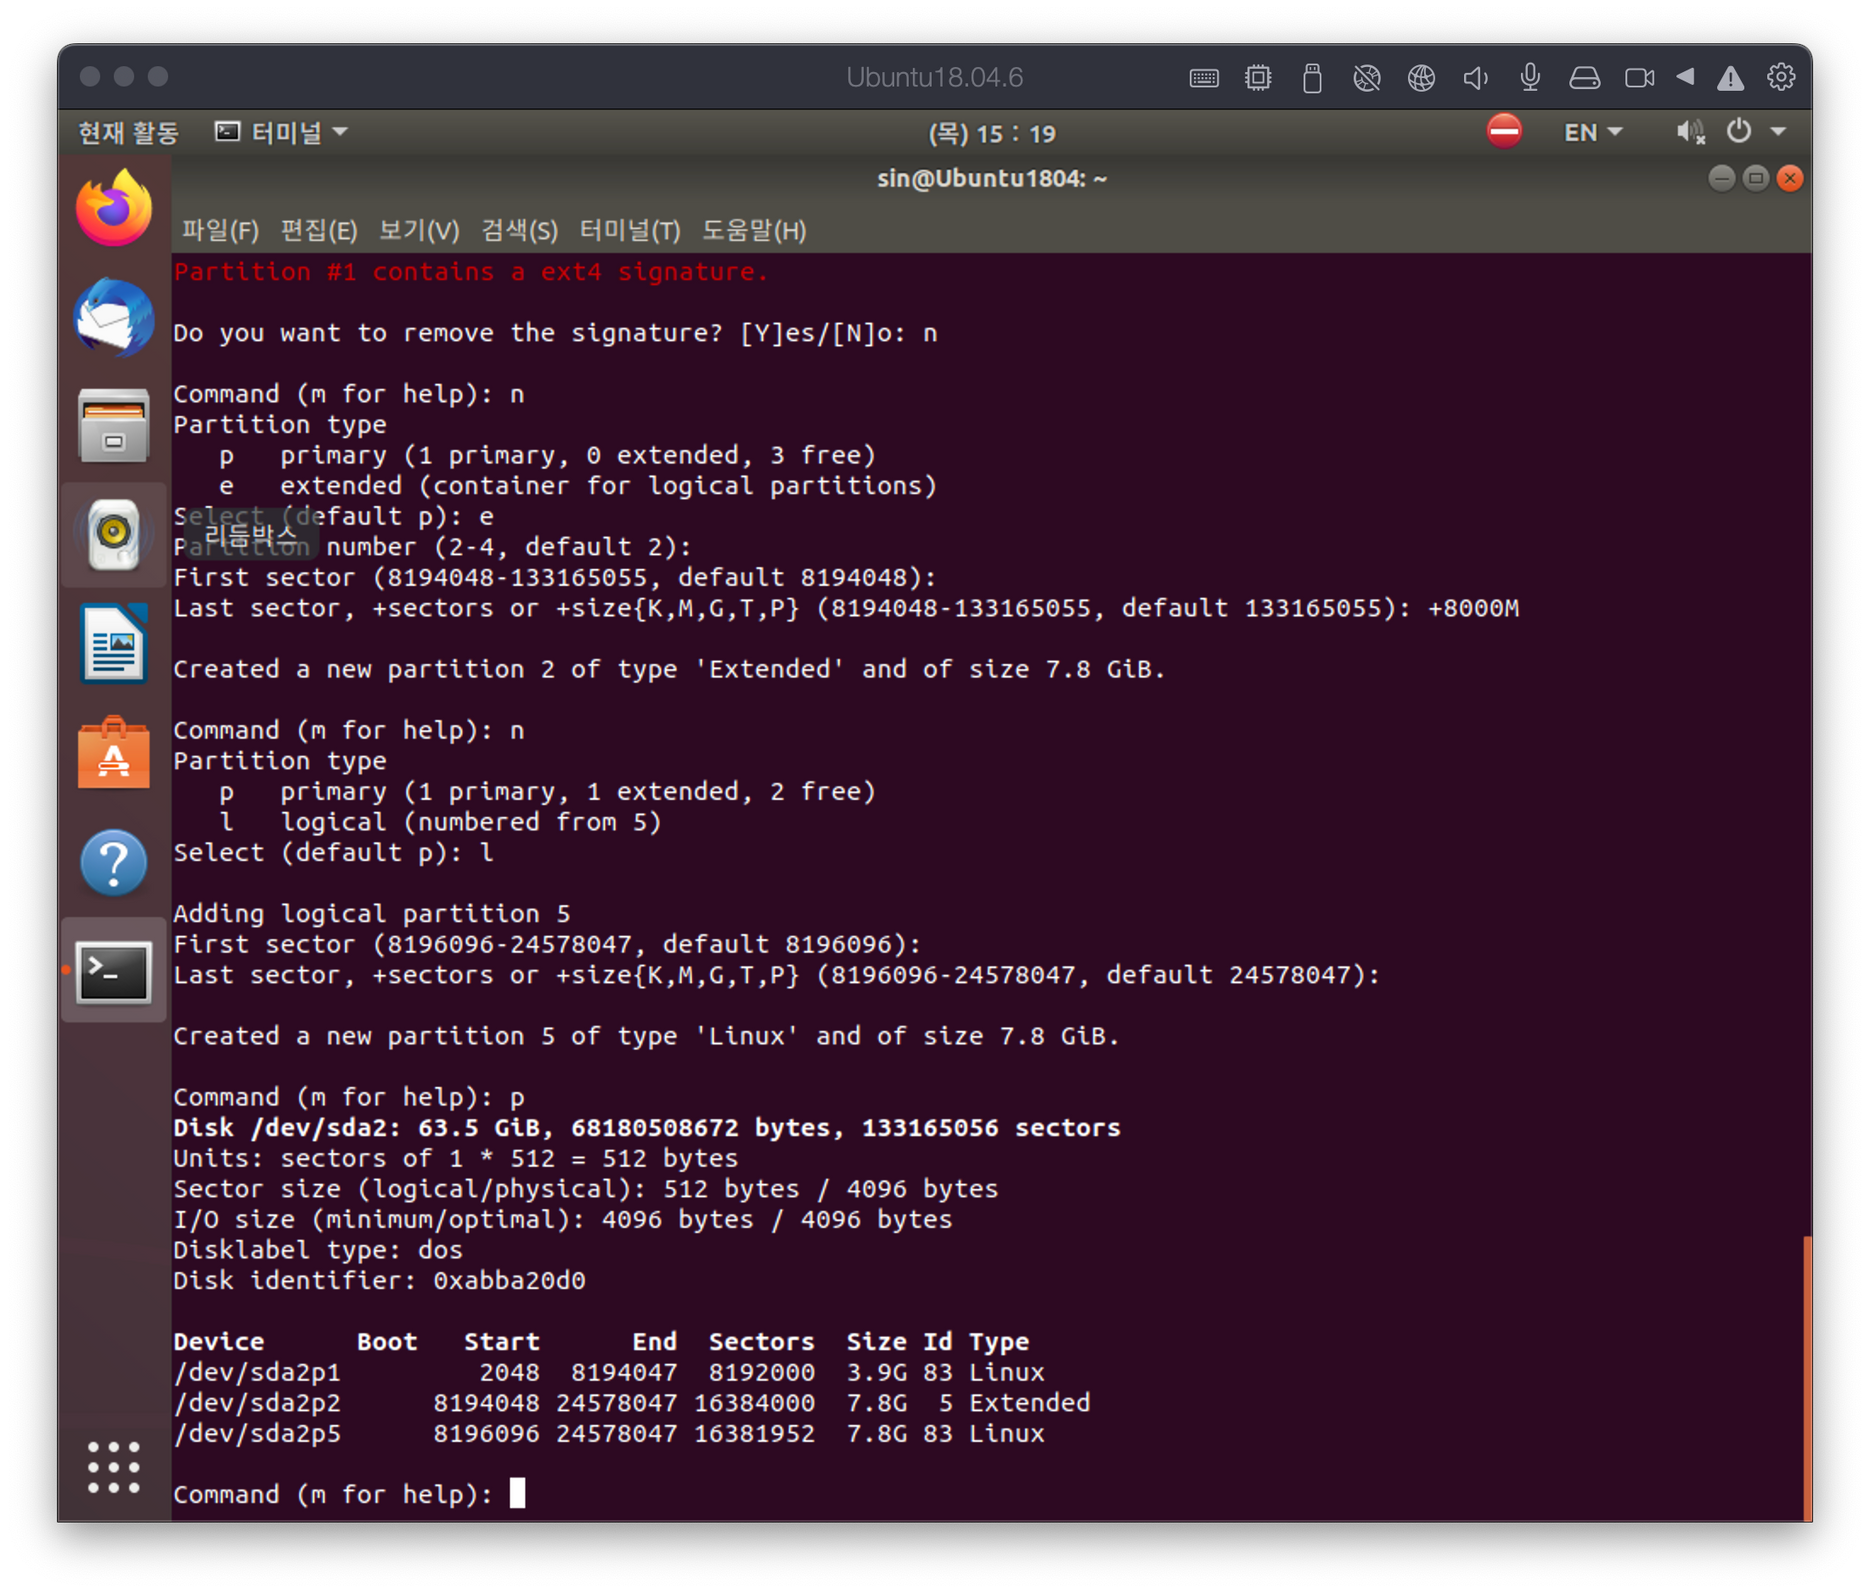 Ubuntu18.04.6
현재 활동
터미널
(목) 15 : 19
EN
sin@Ubuntu1804: ~
파일(F) 편집(E) 보기(V) 검색(S) 터미널(T) 도움말(H)
Partition #1 contains a ext4 signature.
Do you want to remove the signature? [Y]es/[N]o: n
Command (m for help): n
Partition type
p primary (1 primary, 0 extended, 3 free)
e extended (container for logical partitions)
Select (default p): e
리듬박스
Partition number (2-4, default 2):
First sector (8194048-133165055, default 8194048):
Last sector, +sectors or +size{K,M,G,T,P} (8194048-133165055, default 133165055): +8000M
Created a new partition 2 of type 'Extended' and of size 7.8 GiB.
Command (m for help): n
Partition type
p primary (1 primary, 1 extended, 2 free)
l logical (numbered from 5)
Select (default p): l
Adding logical partition 5
First sector (8196096-24578047, default 8196096):
Last sector, +sectors or +size{K,M,G,T,P} (8196096-24578047, default 24578047):
Created a new partition 5 of type 'Linux' and of size 7.8 GiB.
Command (m for help): p
Disk /dev/sda2: 63.5 GiB, 68180508672 bytes, 133165056 sectors
Units: sectors of 1 * 512 = 512 bytes
Sector size (logical/physical): 512 bytes / 4096 bytes
I/O size (minimum/optimal): 4096 bytes / 4096 bytes
Disklabel type: dos
Disk identifier: 0xabba20d0
Device Boot Start End Sectors Size Id Type
/dev/sda2p1 2048 8194047 8192000 3.9G 83 Linux
/dev/sda2p2 8194048 24578047 16384000 7.8G 5 Extended
/dev/sda2p5 8196096 24578047 16381952 7.8G 83 Linux
Command (m for help):